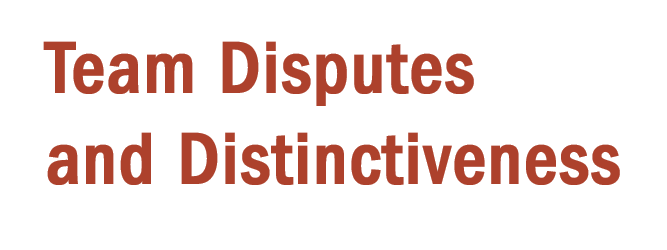 Team Disputes
and Distinctiveness